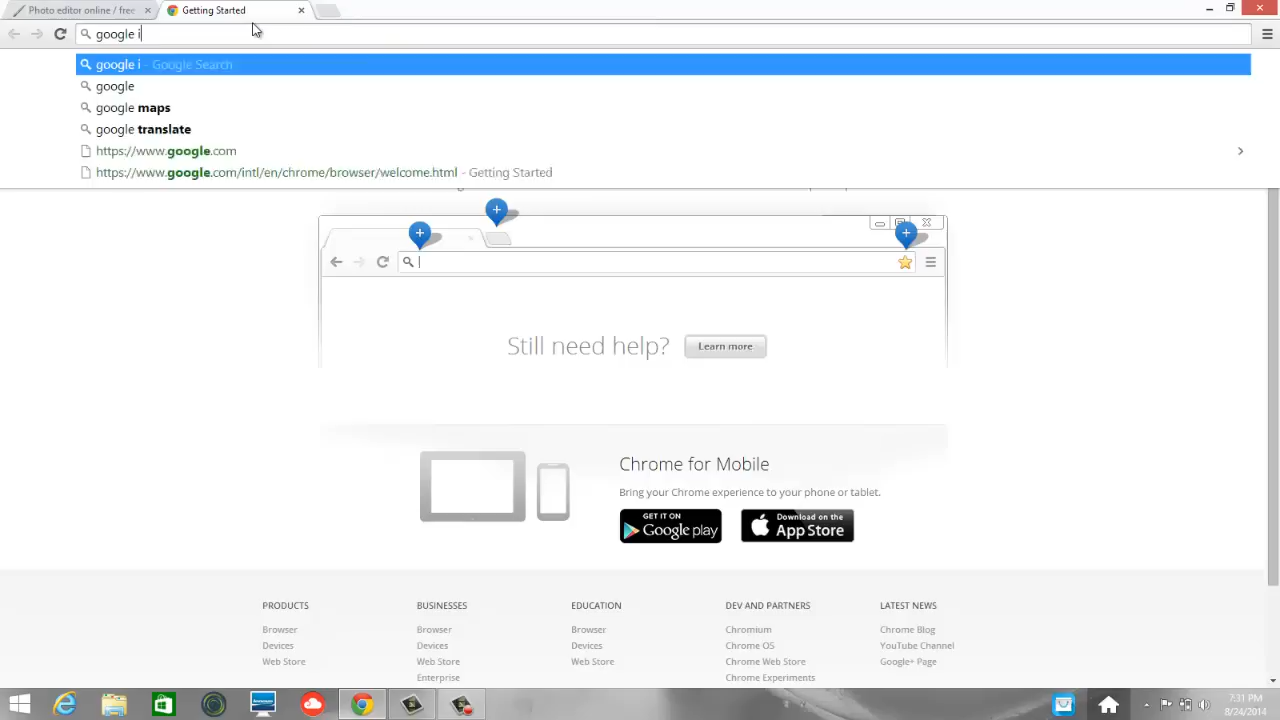 Photo editor online / free
Getting Started
google i
google i - Google Search
google
google maps
google translate
https://www.google.com
https://www.google.com/intl/en/chrome/browser/welcome.html - Getting Started
Still need help? Learn more
Chrome for Mobile
Bring your Chrome experience to your phone or tablet.
GET IT ON
Google play
Download on the
App Store
PRODUCTS
Browser
Devices
Web Store
BUSINESSES
Browser
Devices
Web Store
Enterprise
EDUCATION
Browser
Devices
Web Store
DEV AND PARTNERS
Chromium
Chrome OS
Chrome Web Store
Chrome Experiments
LATEST NEWS
Chrome Blog
YouTube Channel
Google+ Page
7:31 PM
8/24/2014